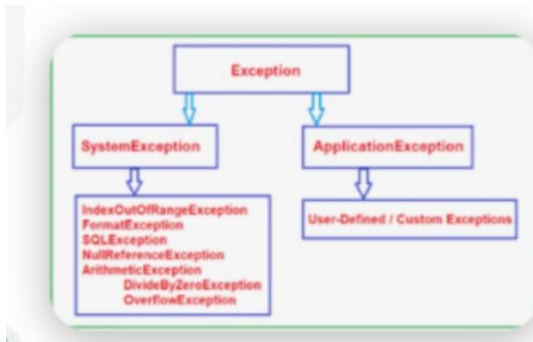 Exception
SystemException
ApplicationException
IndexOutOfRangeException
FormatException
SQLException
NullReferenceException
ArithmeticException
DivideByZeroException
OverflowException
User-Defined / Custom Exceptions